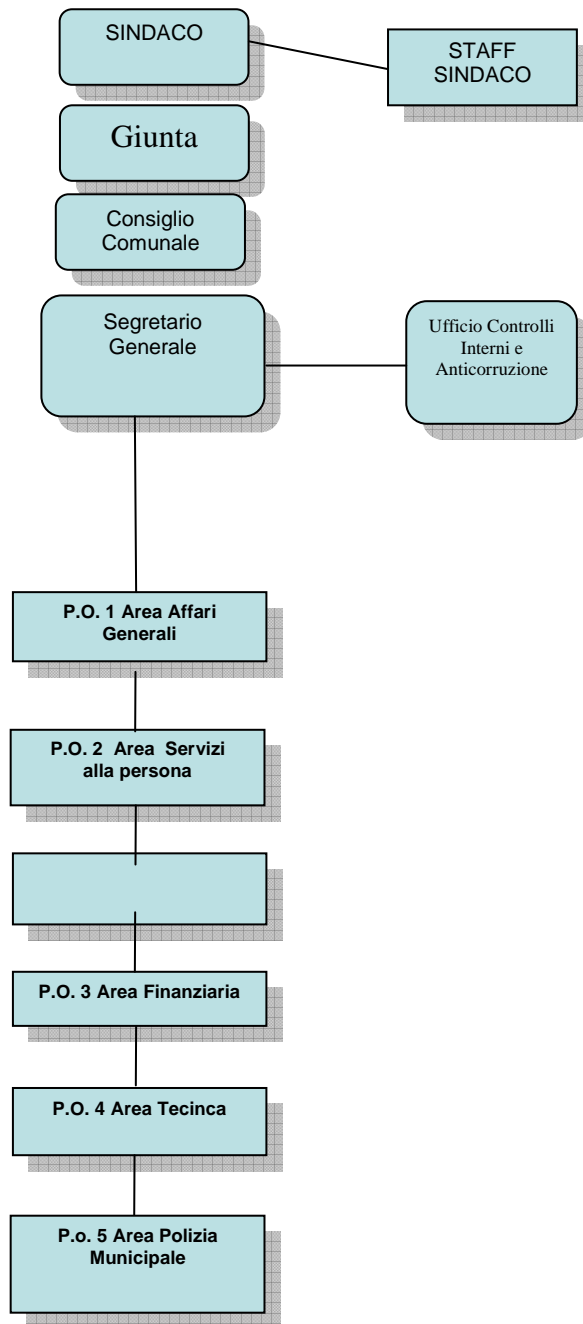 SINDACO
STAFF
SINDACO
Giunta
Consiglio
Comunale
Segretario
Generale
Ufficio Controlli
Interni e
Anticorruzione
P.O. 1 Area Affari
Generali
P.O. 2 Area Servizi
alla persona
P.O. 3 Area Finanziaria
P.O. 4 Area Tecinca
P.o. 5 Area Polizia
Municipale